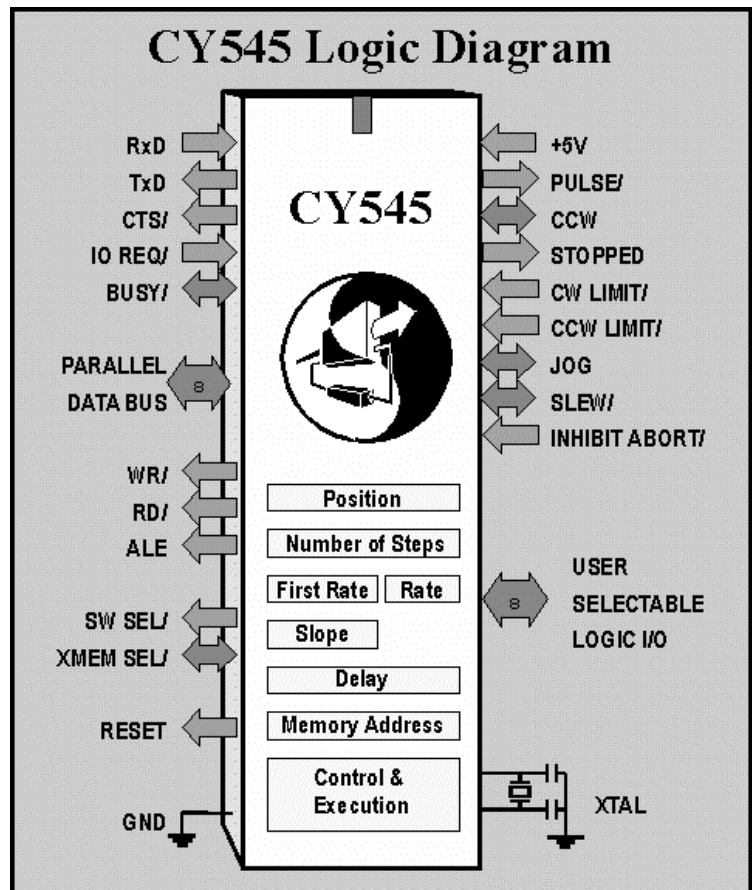 CY545 Logic Diagram
RxD
TxD
CTS/
IO REQ/
BUSY/
PARALLEL
DATA BUS
8
WR/
RD/
ALE
SW SEL/
XMEM SEL/
RESET
GND
CY545
Position
Number of Steps
First Rate
Rate
Slope
Delay
Memory Address
Control &
Execution
+5V
PULSE/
CCW
STOPPED
CW LIMIT/
CCW LIMIT/
JOG
SLEW/
INHIBIT ABORT/
8
USER
SELECTABLE
LOGIC I/O
XTAL